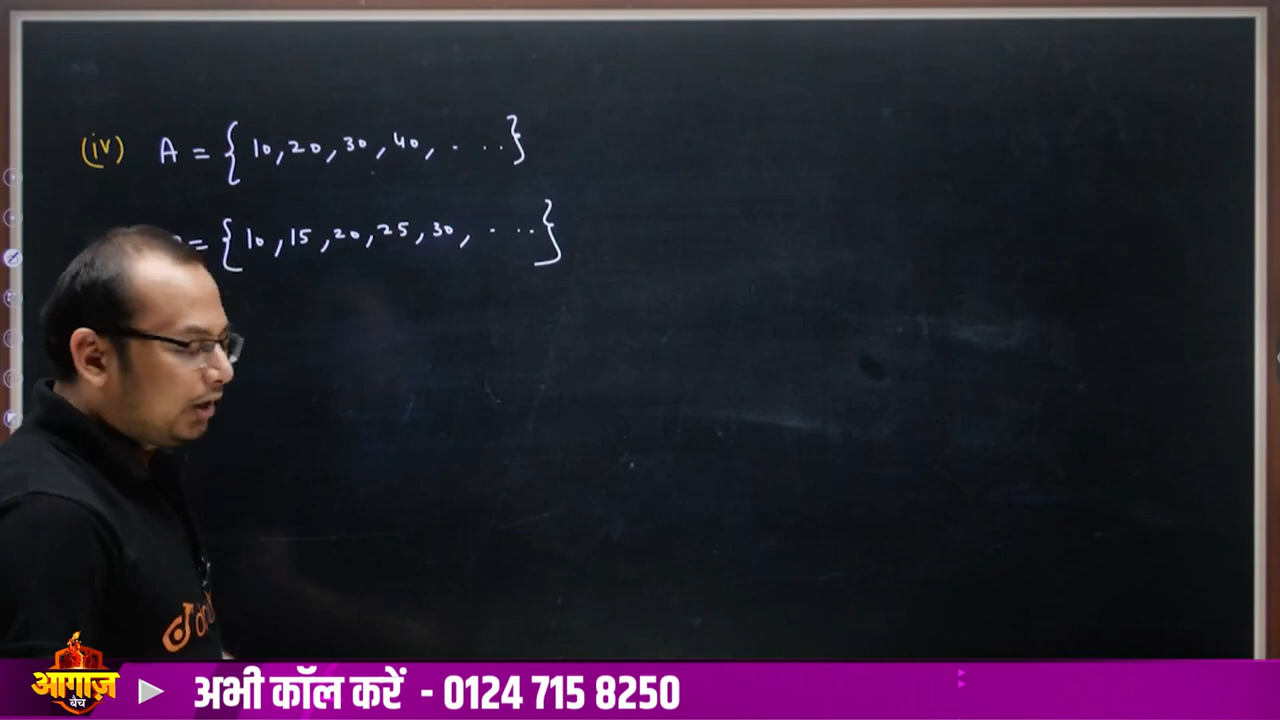 (iv) A = { 10, 20, 30, 40, . . . . }
= { 10, 15, 20, 25, 30, . . . . }
आगाज़
बैच
अभी कॉल करें - 0124 715 8250